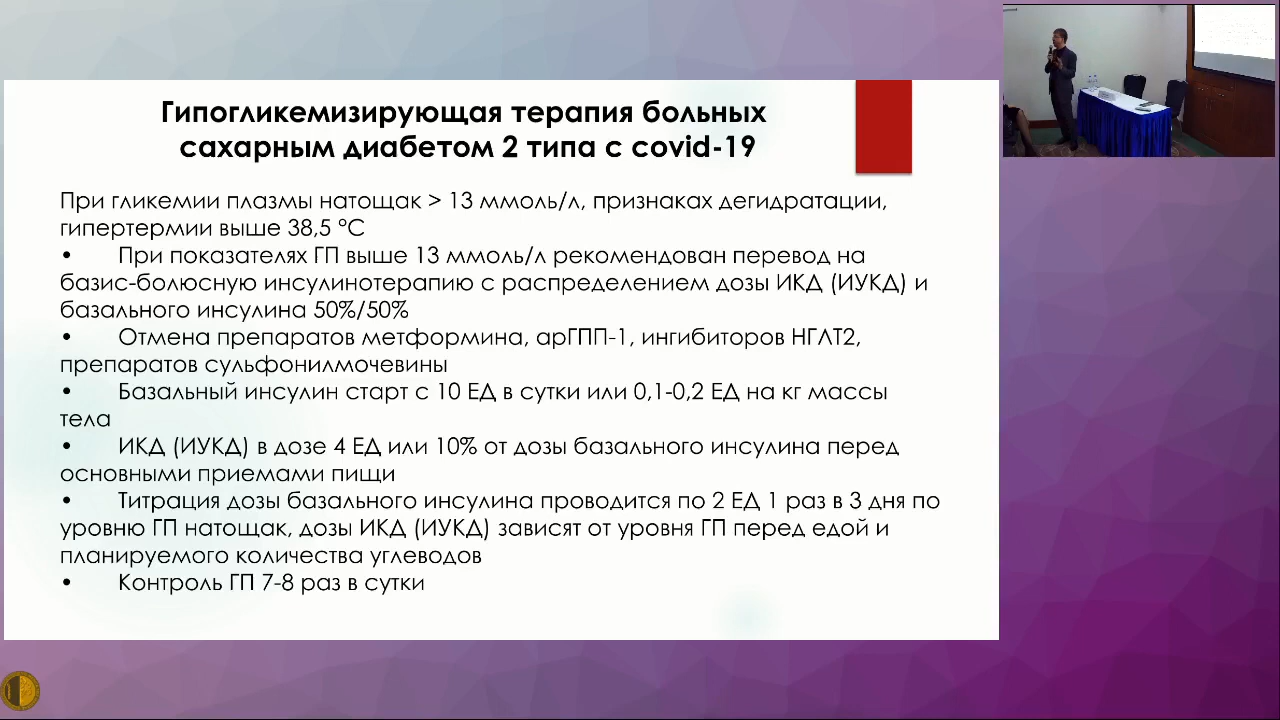 Гипогликемизирующая терапия больных
сахарным диабетом 2 типа с covid-19
При гликемии плазмы натощак > 13 ммоль/л, признаках дегидратации,
гипертермии выше 38,5 °С
• При показателях ГП выше 13 ммоль/л рекомендован перевод на
базис-болюсную инсулинотерапию с распределением дозы ИКД (ИУКД) и
базального инсулина 50%/50%
• Отмена препаратов метформина, арГПП-1, ингибиторов НГЛТ2,
препаратов сульфонилмочевины
• Базальный инсулин старт с 10 ЕД в сутки или 0,1-0,2 ЕД на кг массы
тела
• ИКД (ИУКД) в дозе 4 ЕД или 10% от дозы базального инсулина перед
основными приемами пищи
• Титрация дозы базального инсулина проводится по 2 ЕД 1 раз в 3 дня по
уровню ГП натощак, дозы ИКД (ИУКД) зависят от уровня ГП перед едой и
планируемого количества углеводов
• Контроль ГП 7-8 раз в сутки